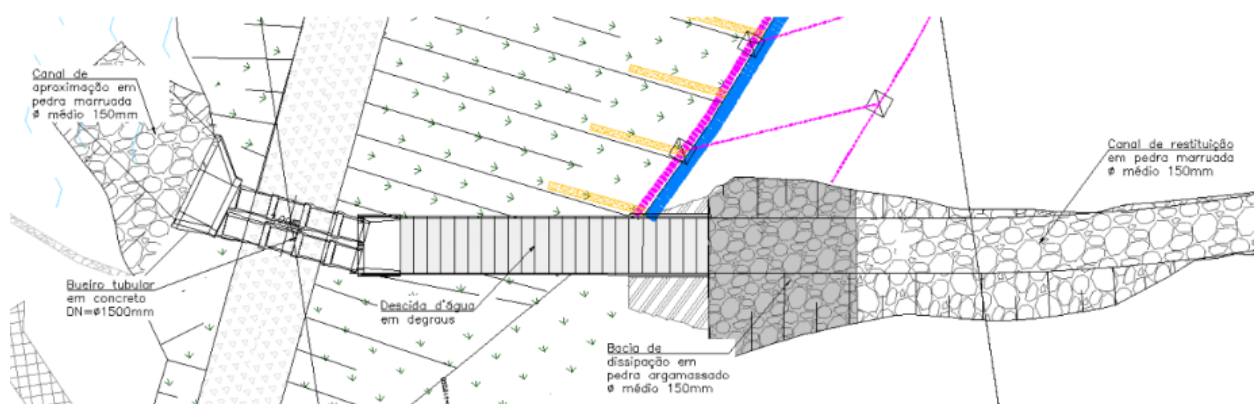 Canal de
aproximação em
pedra marruada
ø médio 150mm
Bueiro tubular
em concreto
DN=ø1500mm
Descida d'água
em degraus
Bacia de
dissipação em
pedra argamassado
ø médio 150mm
Canal de restituição
em pedra marruada
ø médio 150mm